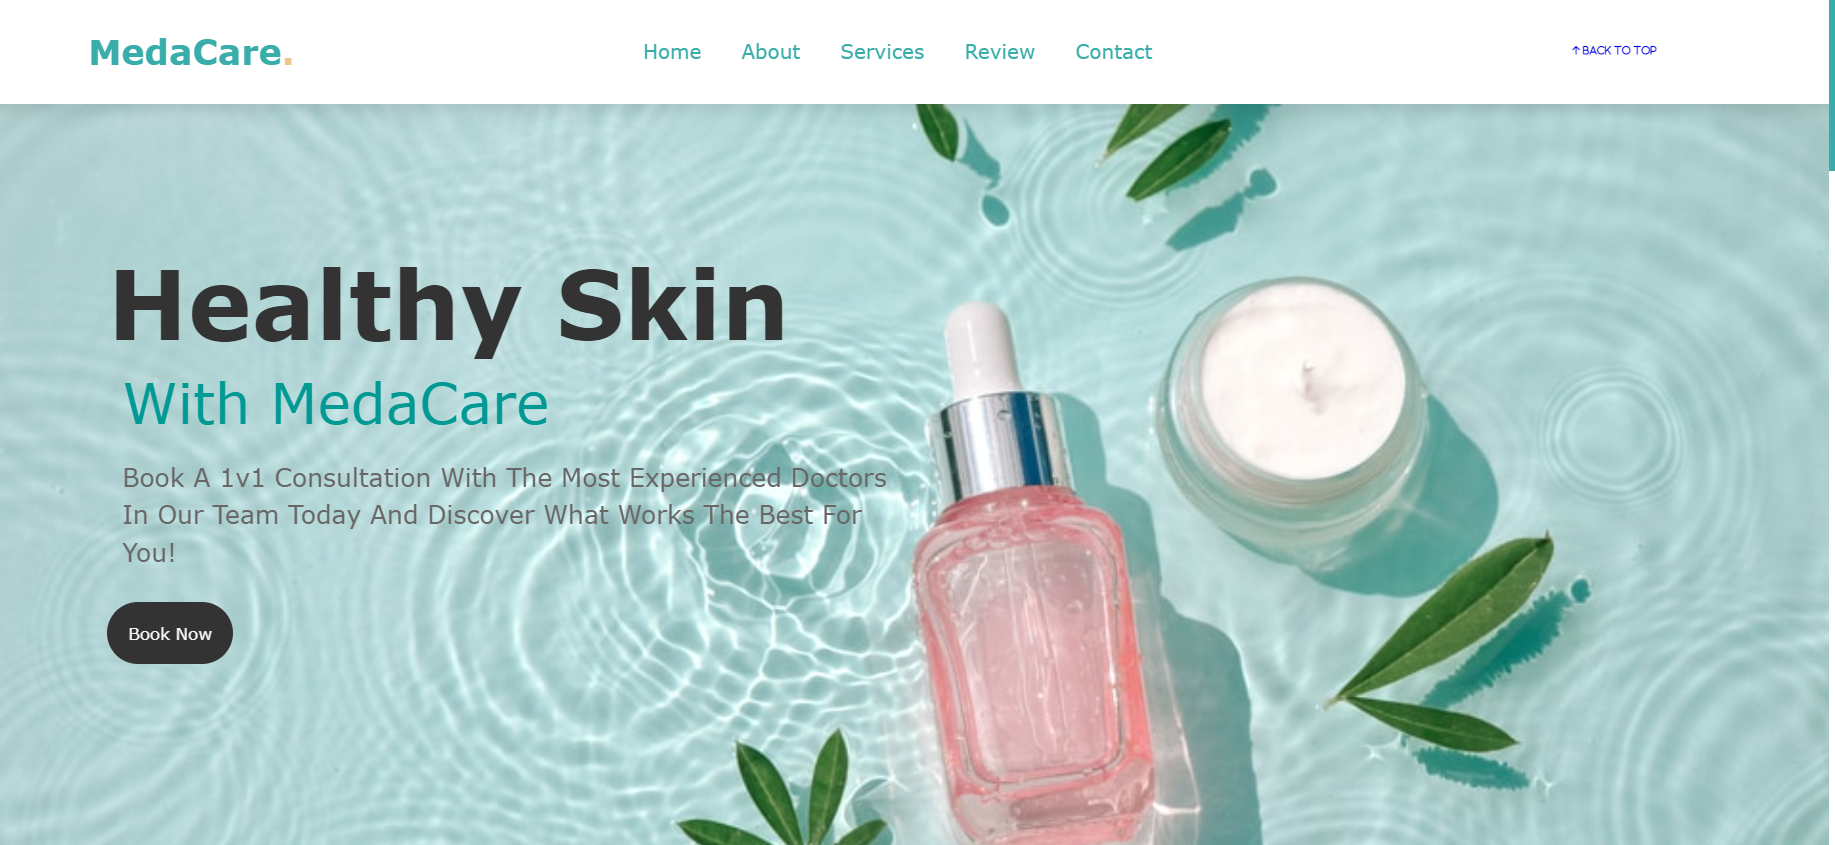 MedaCare.
Home About Services Review Contact
↑ BACK TO TOP
Healthy Skin
With MedaCare
Book A 1v1 Consultation With The Most Experienced Doctors
In Our Team Today And Discover What Works The Best For
You!
Book Now